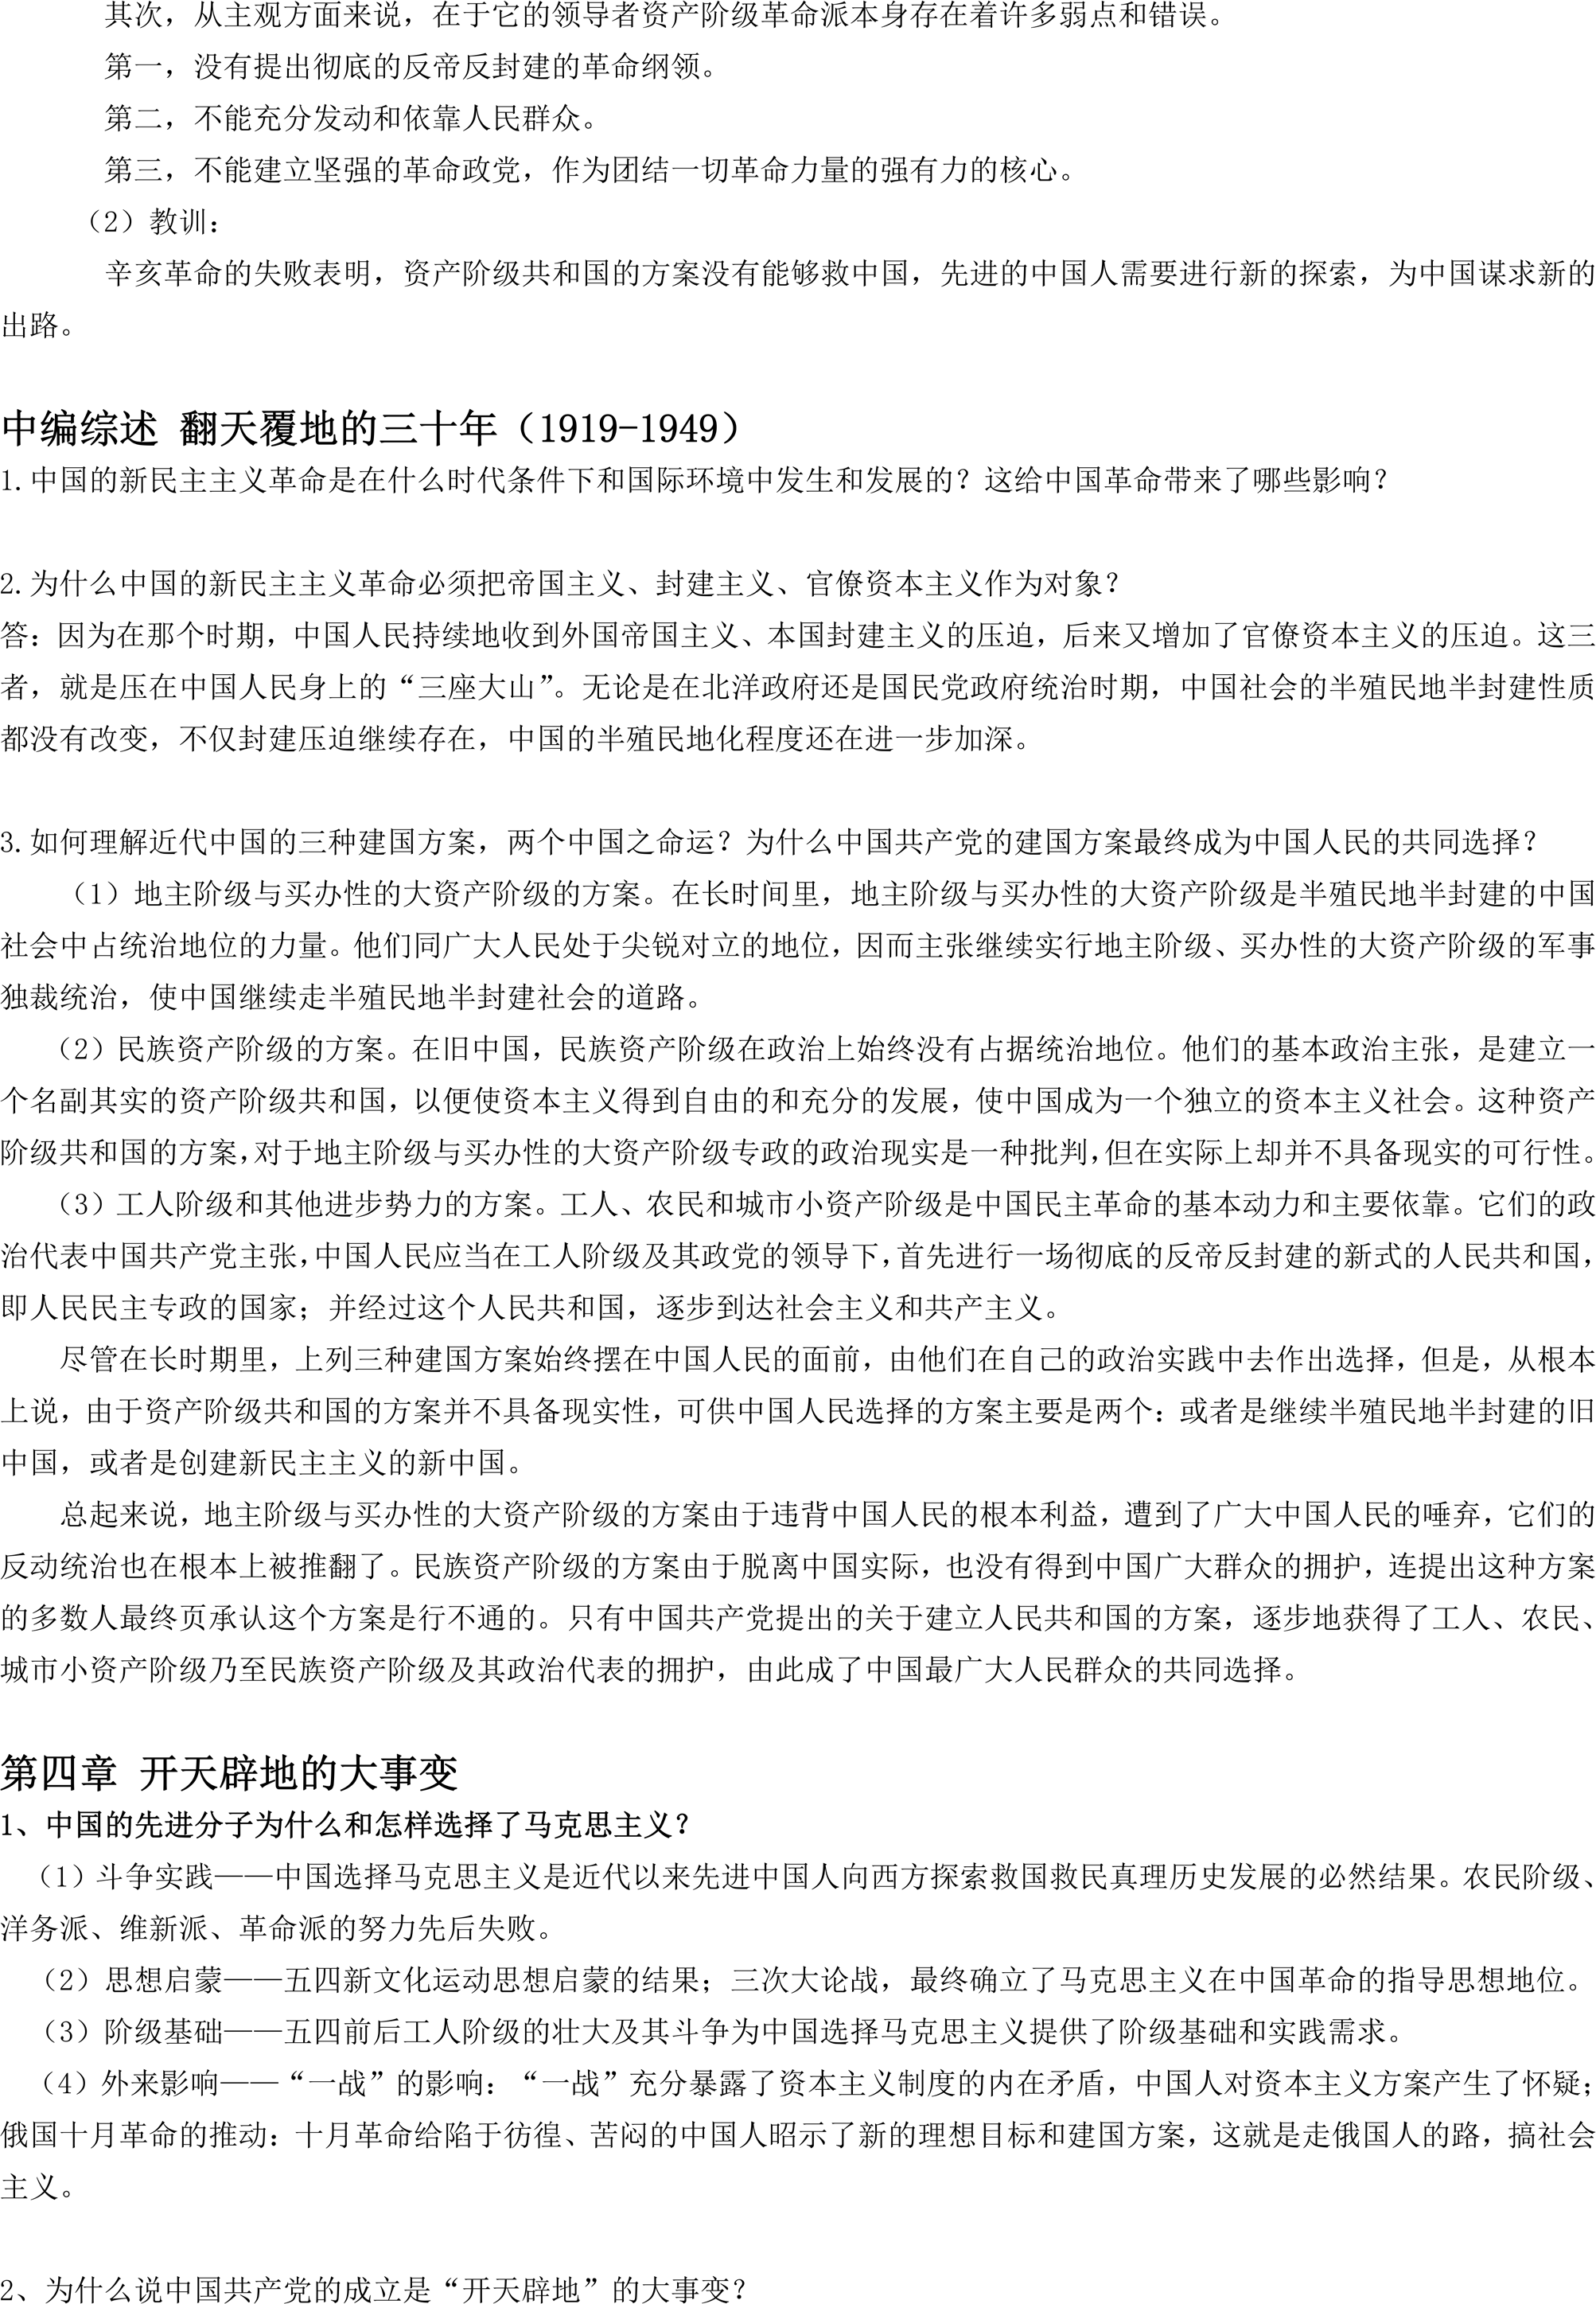 其次，从主观方面来说，在于它的领导者资产阶级革命派本身存在着许多弱点和错误。
第一，没有提出彻底的反帝反封建的革命纲领。
第二，不能充分发动和依靠人民群众。
第三，不能建立坚强的革命政党，作为团结一切革命力量的强有力的核心。
（2）教训：
辛亥革命的失败表明，资产阶级共和国的方案没有能够救中国，先进的中国人需要进行新的探索，为中国谋求新的
出路。
中编综述 翻天覆地的三十年（1919-1949）
1.中国的新民主主义革命是在什么时代条件下和国际环境中发生和发展的？这给中国革命带来了哪些影响？
2.为什么中国的新民主主义革命必须把帝国主义、封建主义、官僚资本主义作为对象？
答：因为在那个时期，中国人民持续地收到外国帝国主义、本国封建主义的压迫，后来又增加了官僚资本主义的压迫。这三
者，就是压在中国人民身上的“三座大山”。无论是在北洋政府还是国民党政府统治时期，中国社会的半殖民地半封建性质
都没有改变，不仅封建压迫继续存在，中国的半殖民地化程度还在进一步加深。
3.如何理解近代中国的三种建国方案，两个中国之命运？为什么中国共产党的建国方案最终成为中国人民的共同选择？
（1）地主阶级与买办性的大资产阶级的方案。在长时间里，地主阶级与买办性的大资产阶级是半殖民地半封建的中国
社会中占统治地位的力量。他们同广大人民处于尖锐对立的地位，因而主张继续实行地主阶级、买办性的大资产阶级的军事
独裁统治，使中国继续走半殖民地半封建社会的道路。
（2）民族资产阶级的方案。在旧中国，民族资产阶级在政治上始终没有占据统治地位。他们的基本政治主张，是建立一
个名副其实的资产阶级共和国，以便使资本主义得到自由的和充分的发展，使中国成为一个独立的资本主义社会。这种资产
阶级共和国的方案，对于地主阶级与买办性的大资产阶级专政的政治现实是一种批判，但在实际上却并不具备现实的可行性。
（3）工人阶级和其他进步势力的方案。工人、农民和城市小资产阶级是中国民主革命的基本动力和主要依靠。它们的政
治代表中国共产党主张，中国人民应当在工人阶级及其政党的领导下，首先进行一场彻底的反帝反封建的新式的人民共和国，
即人民民主专政的国家；并经过这个人民共和国，逐步到达社会主义和共产主义。
尽管在长时期里，上列三种建国方案始终摆在中国人民的面前，由他们在自己的政治实践中去作出选择，但是，从根本
上说，由于资产阶级共和国的方案并不具备现实性，可供中国人民选择的方案主要是两个：或者是继续半殖民地半封建的旧
中国，或者是创建新民主主义的新中国。
总起来说，地主阶级与买办性的大资产阶级的方案由于违背中国人民的根本利益，遭到了广大中国人民的唾弃，它们的
反动统治也在根本上被推翻了。民族资产阶级的方案由于脱离中国实际，也没有得到中国广大群众的拥护，连提出这种方案
的多数人最终页承认这个方案是行不通的。只有中国共产党提出的关于建立人民共和国的方案，逐步地获得了工人、农民、
城市小资产阶级乃至民族资产阶级及其政治代表的拥护，由此成了中国最广大人民群众的共同选择。
第四章 开天辟地的大事变
1、中国的先进分子为什么和怎样选择了马克思主义？
（1）斗争实践——中国选择马克思主义是近代以来先进中国人向西方探索救国救民真理历史发展的必然结果。农民阶级、
洋务派、维新派、革命派的努力先后失败。
（2）思想启蒙——五四新文化运动思想启蒙的结果；三次大论战，最终确立了马克思主义在中国革命的指导思想地位。
（3）阶级基础——五四前后工人阶级的壮大及其斗争为中国选择马克思主义提供了阶级基础和实践需求。
（4）外来影响——“一战”的影响：“一战”充分暴露了资本主义制度的内在矛盾，中国人对资本主义方案产生了怀疑；
俄国十月革命的推动：十月革命给陷于彷徨、苦闷的中国人昭示了新的理想目标和建国方案，这就是走俄国人的路，搞社会
主义。
2、为什么说中国共产党的成立是“开天辟地”的大事变？